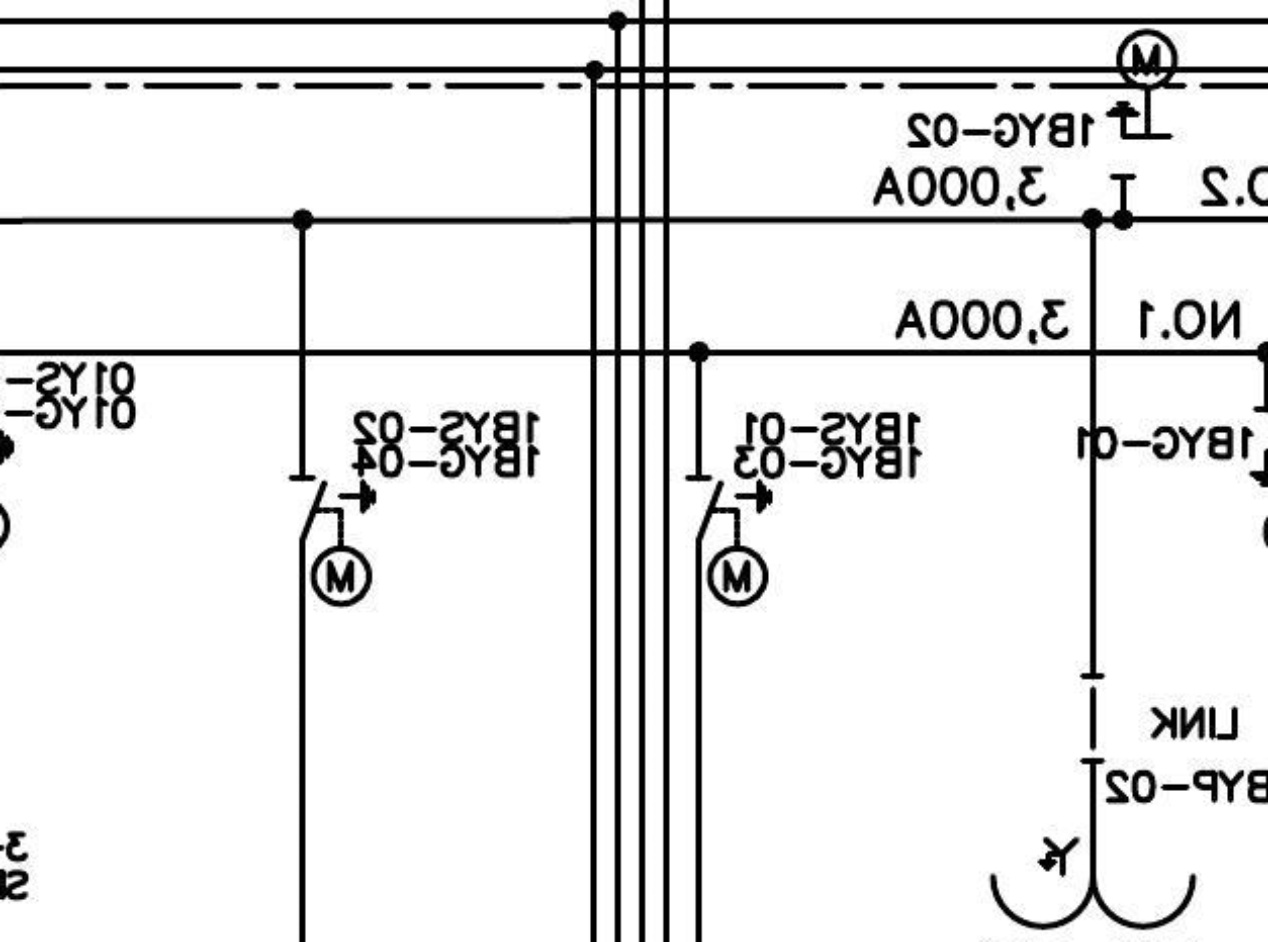 M
1BYG-02
3,000A
O.2
3,000A
NO.1
01YS-
01YG-
1BYS-02
1BYG-04
1BYS-01
1BYG-03
1BYG-01
M
M
LINK
BYP-02
Y
3-